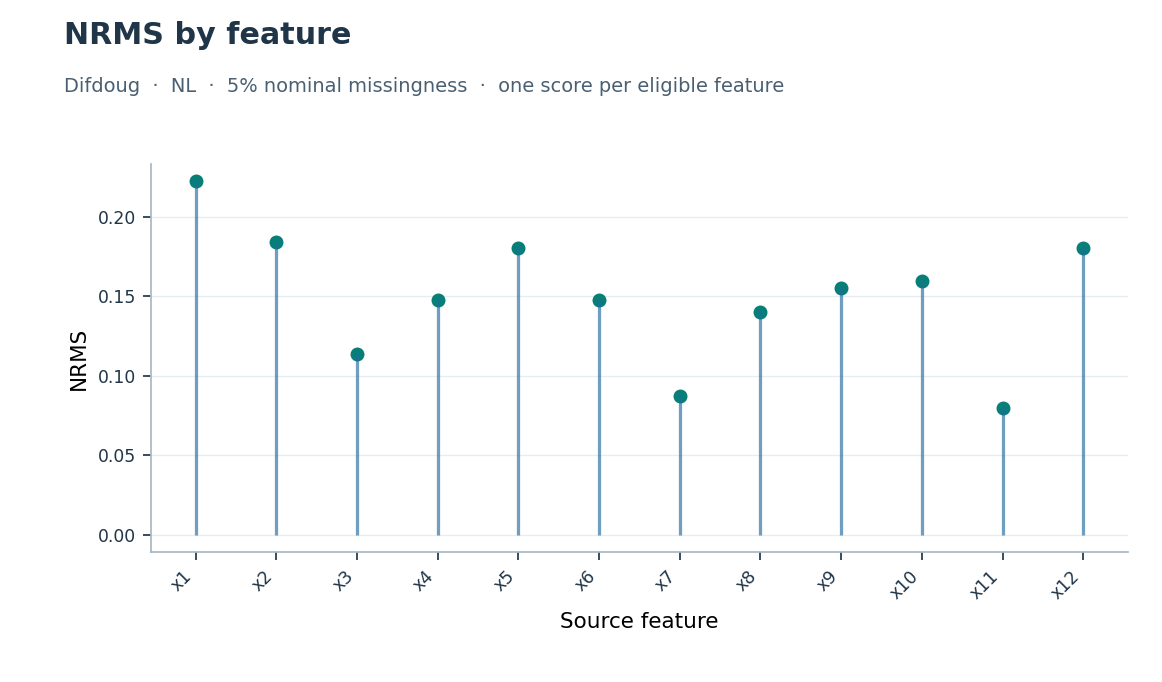 NRMS by feature
Difdoug · NL · 5% nominal missingness · one score per eligible feature
0.20
0.15
0.10
0.05
0.00
NRMS
x1 x2 x3 x4 x5 x6 x7 x8 x9 x10 x11 x12
Source feature